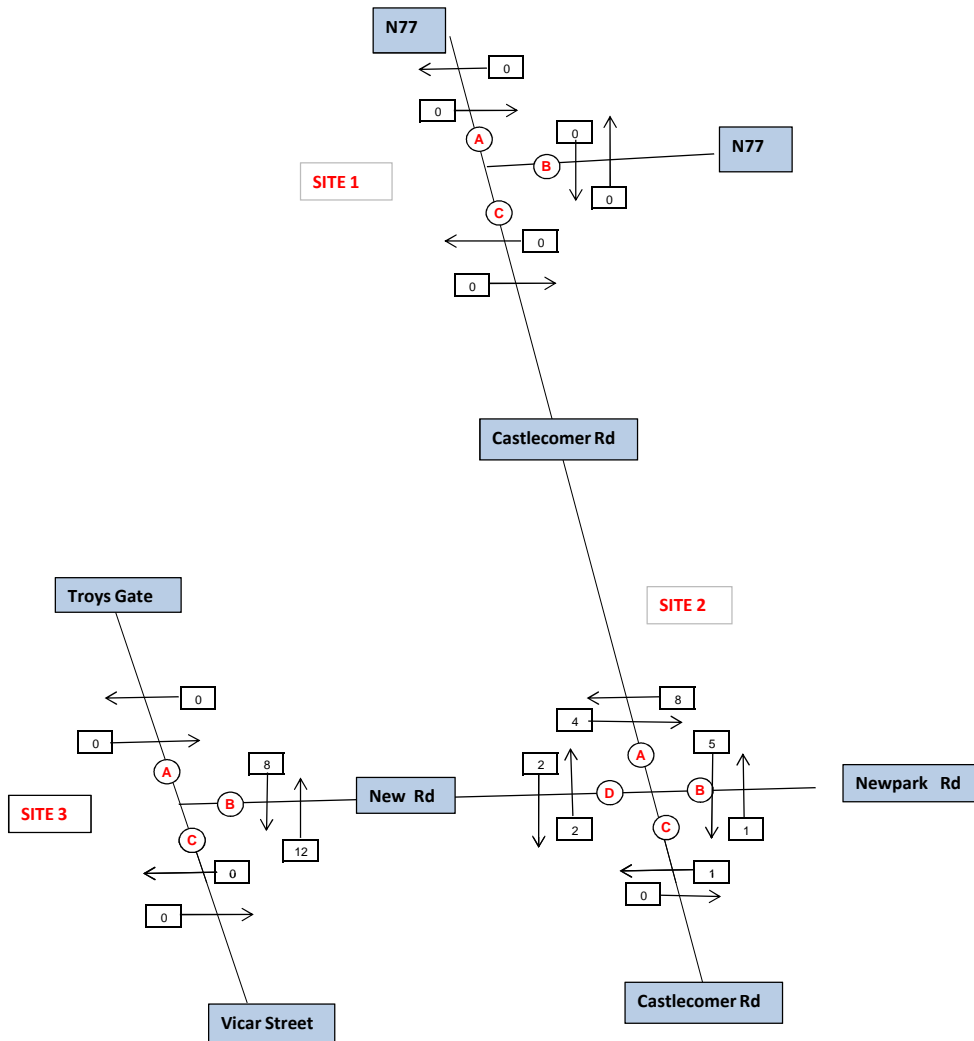 N77
0
0
A
0
N77
SITE 1
B
0
C
0
0
Castlecomer Rd
Troys Gate
SITE 2
0
8
4
0
5
A
8
2
A
New Rd
D
B
Newpark Rd
SITE 3
B
C
2
1
C
12
0
1
0
0
Castlecomer Rd
Vicar Street